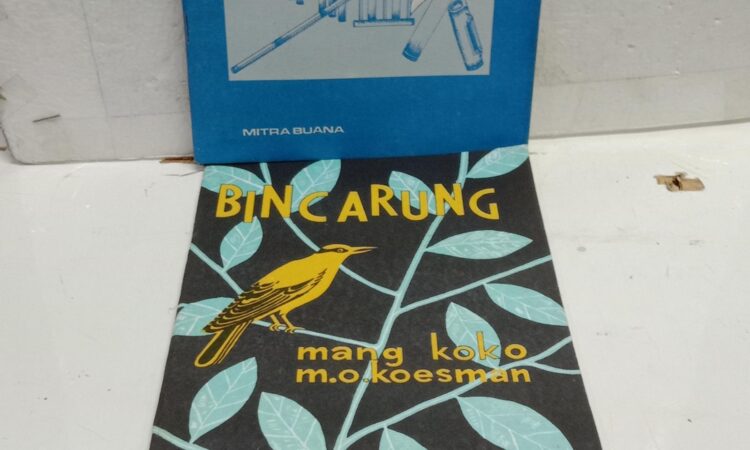 MITRA BUANA
BINCARUNG
mang koko
m.o.koesman